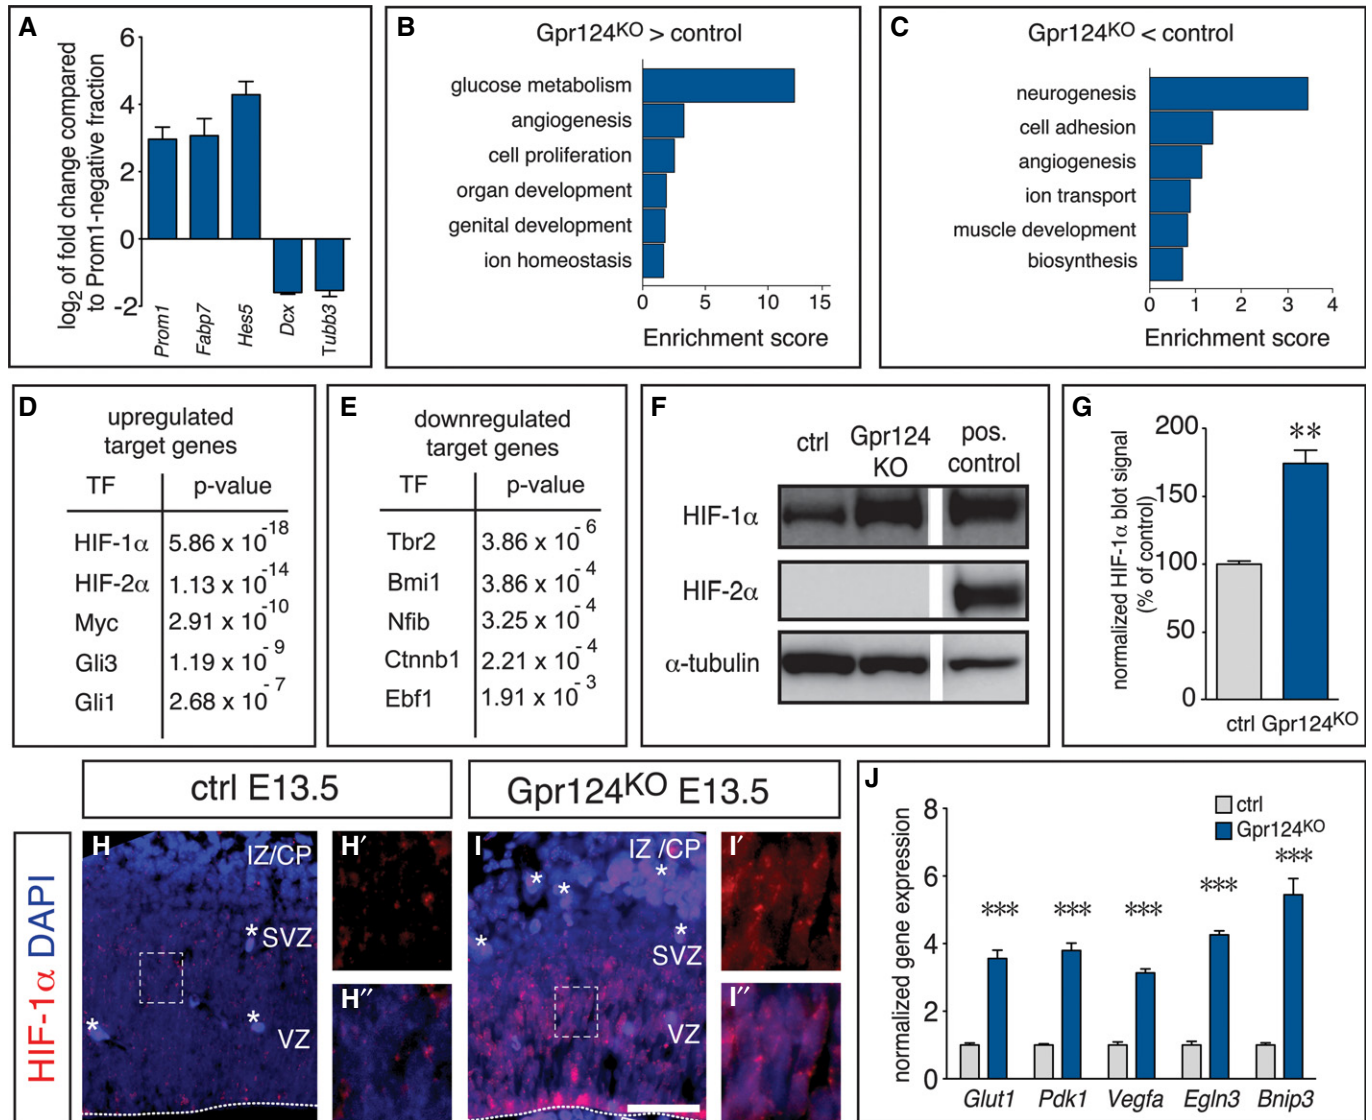 A
log2 of fold change compared
to Prom1-negative fraction
6
4
2
0
-2
Prom1
Fabp7
Hes5
Dcx
Tubb3
B
Gpr124KO > control
glucose metabolism
angiogenesis
cell proliferation
organ development
genital development
ion homeostasis
0 5 10 15
Enrichment score
C
Gpr124KO < control
neurogenesis
cell adhesion
angiogenesis
ion transport
muscle development
biosynthesis
0 1 2 3 4
Enrichment score
D
upregulated
target genes
TF p-value
HIF-1α 5.86 x 10-18
HIF-2α 1.13 x 10-14
Myc 2.91 x 10-10
Gli3 1.19 x 10-9
Gli1 2.68 x 10-7
E
downregulated
target genes
TF p-value
Tbr2 3.86 x 10-6
Bmi1 3.86 x 10-4
Nfib 3.25 x 10-4
Ctnnb1 2.21 x 10-4
Ebf1 1.91 x 10-3
F
ctrl Gpr124 KO pos. control
HIF-1α
HIF-2α
α-tubulin
G
normalized HIF-1α blot signal
(% of control)
200
150
100
50
0
**
ctrl Gpr124KO
ctrl E13.5
Gpr124KO E13.5
HIF-1α DAPI
H
IZ/CP
* SVZ
*
* VZ
H′
H″
I
IZ /CP
* * *
* *
SVZ
VZ
I′
I″
J
normalized gene expression
8
6
4
2
0
ctrl
Gpr124KO
*** *** *** *** ***
Glut1 Pdk1 Vegfa Egln3 Bnip3